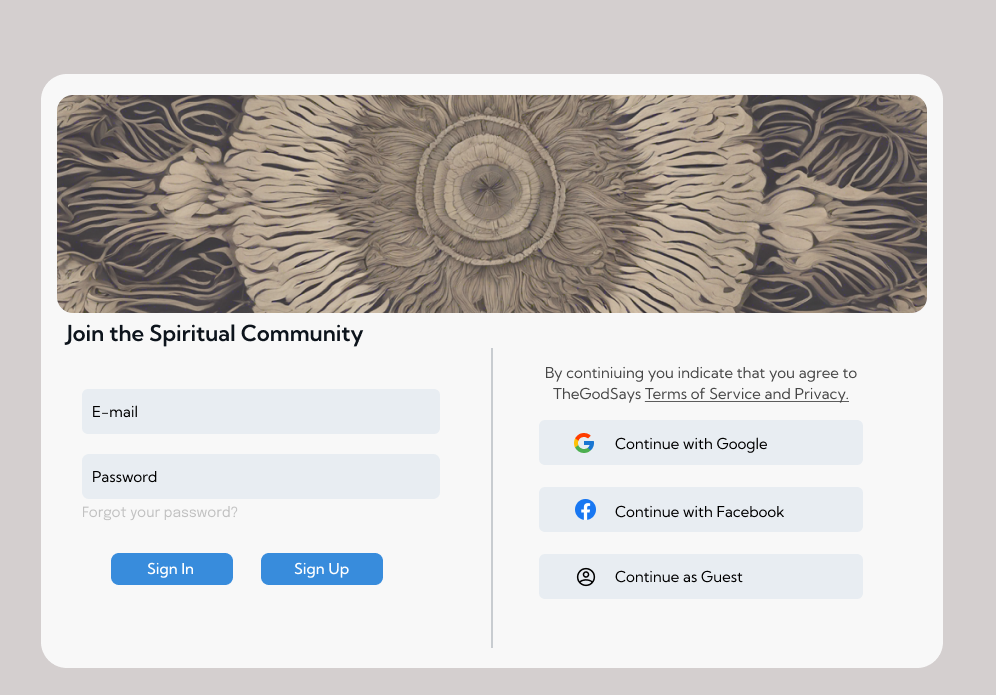 Join the Spiritual Community
E-mail
Password
Forgot your password?
Sign In
Sign Up
By continiuing you indicate that you agree to
TheGodSays Terms of Service and Privacy.
Continue with Google
Continue with Facebook
Continue as Guest